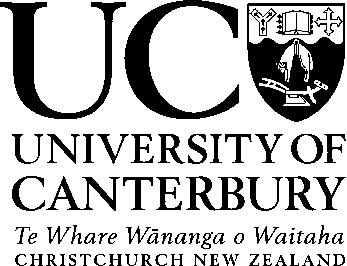 UC
UNIVERSITY OF
CANTERBURY
Te Whare Wānanga o Waitaha
CHRISTCHURCH NEW ZEALAND